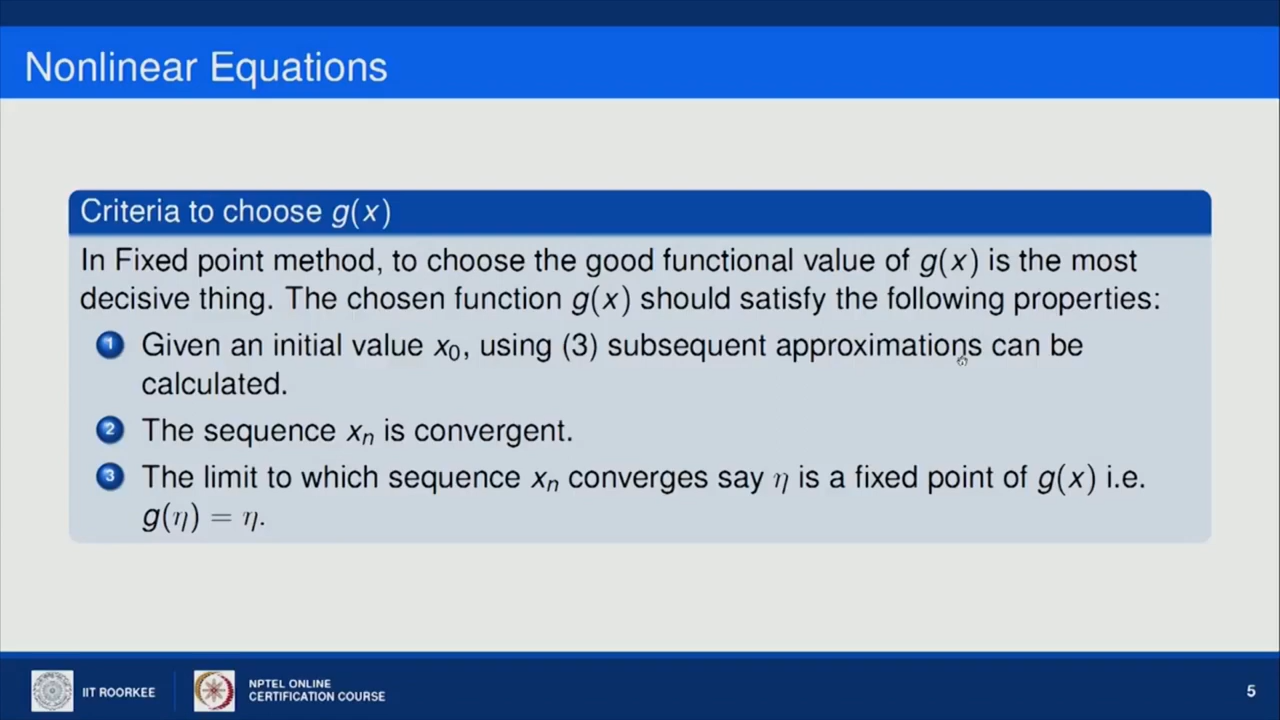 Nonlinear Equations
Criteria to choose g(x)
In Fixed point method, to choose the good functional value of g(x) is the most
decisive thing. The chosen function g(x) should satisfy the following properties:
1 Given an initial value x₀, using (3) subsequent approximations can be
calculated.
2 The sequence xₙ is convergent.
3 The limit to which sequence xₙ converges say η is a fixed point of g(x) i.e.
g(η) = η.
IIT ROORKEE
NPTEL ONLINE
CERTIFICATION COURSE
5